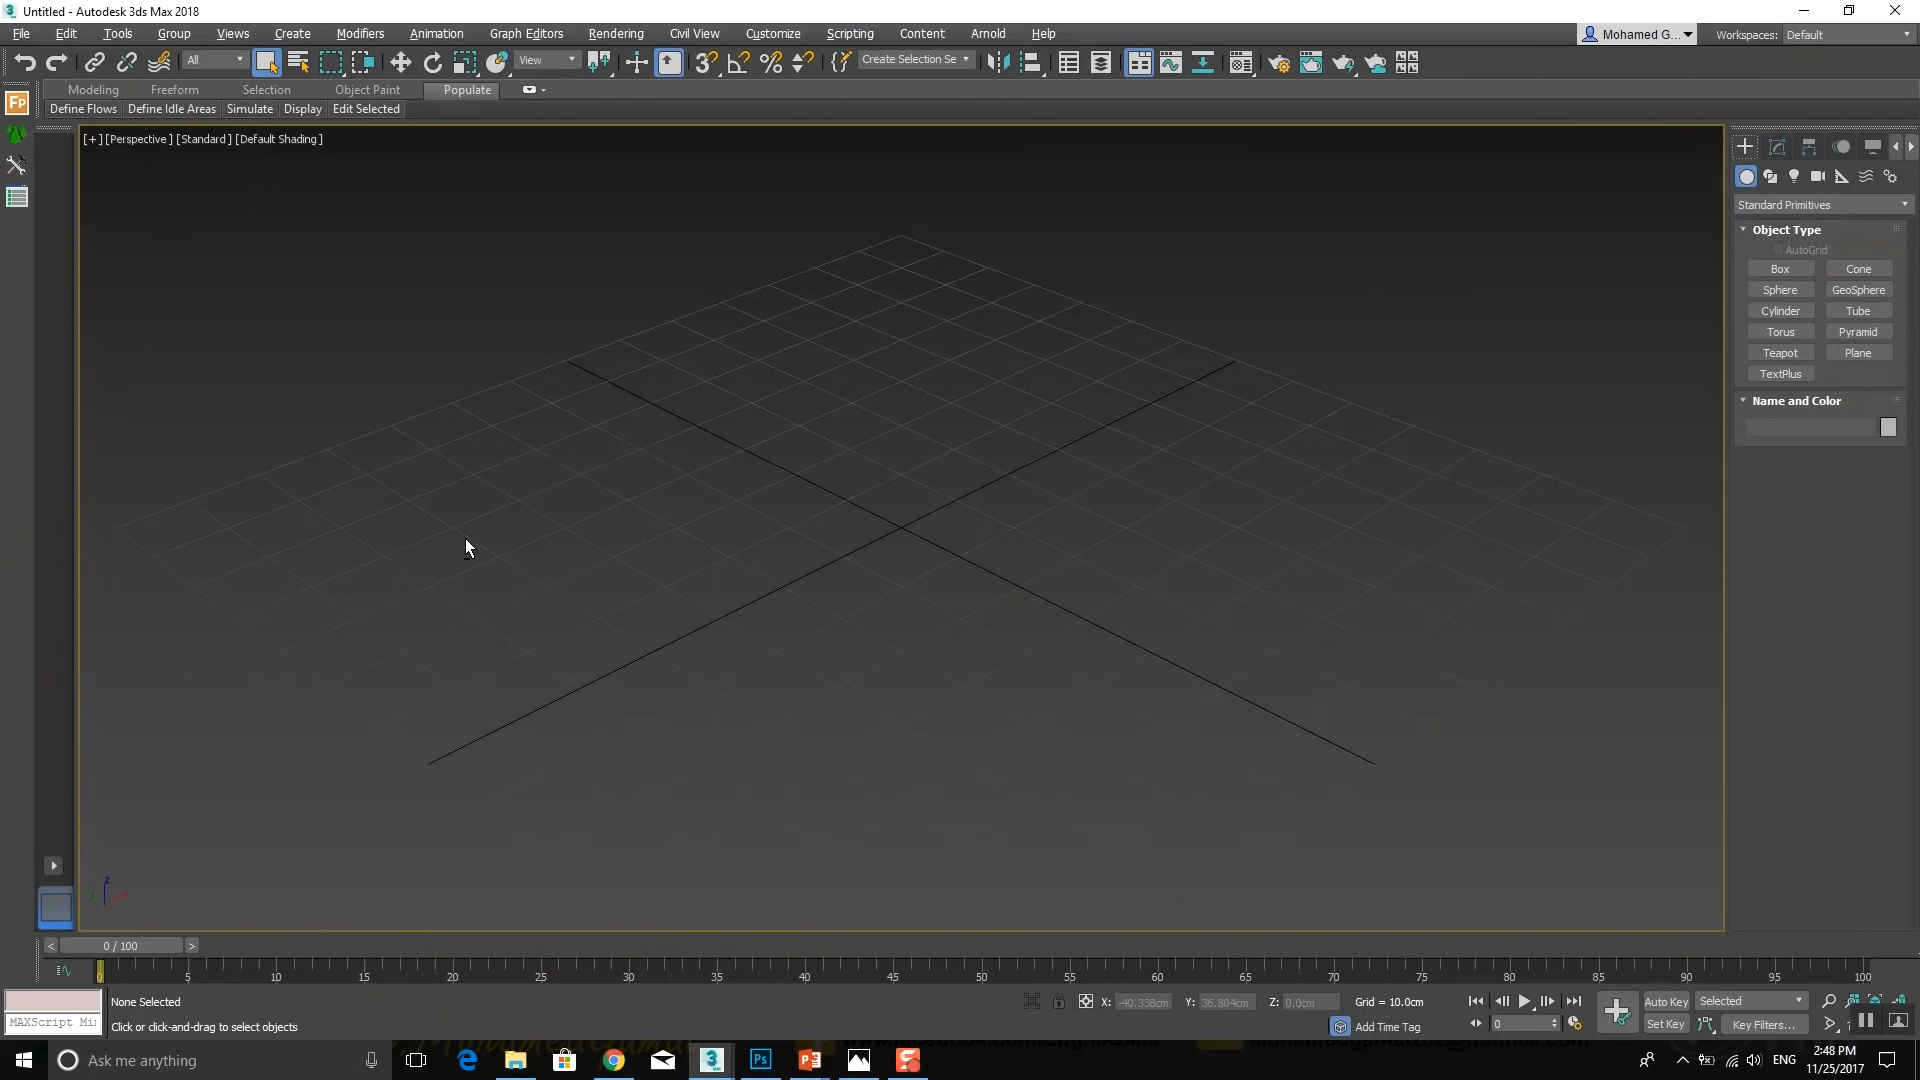 Untitled - Autodesk 3ds Max 2018
File Edit Tools Group Views Create Modifiers Animation Graph Editors Rendering Civil View Customize Scripting Content Arnold Help Mohamed G... Workspaces: Default
All View Create Selection Se
Modeling Freeform Selection Object Paint Populate
Define Flows Define Idle Areas Simulate Display Edit Selected
[+] [Perspective] [Standard] [Default Shading]
Standard Primitives
Object Type
AutoGrid
Box Cone
Sphere GeoSphere
Cylinder Tube
Torus Pyramid
Teapot Plane
TextPlus
Name and Color
z
< 0 / 100 >
0 5 10 15 20 25 30 35 40 45 50 55 60 65 70 75 80 85 90 95 100
None Selected X: -40.338cm Y: 36.804cm Z: 0.0cm Grid = 10.0cm Auto Key Selected
MAXScript Mi Click or click-and-drag to select objects Add Time Tag 0 Set Key Key Filters...
Ask me anything ENG 2:48 PM
11/25/2017